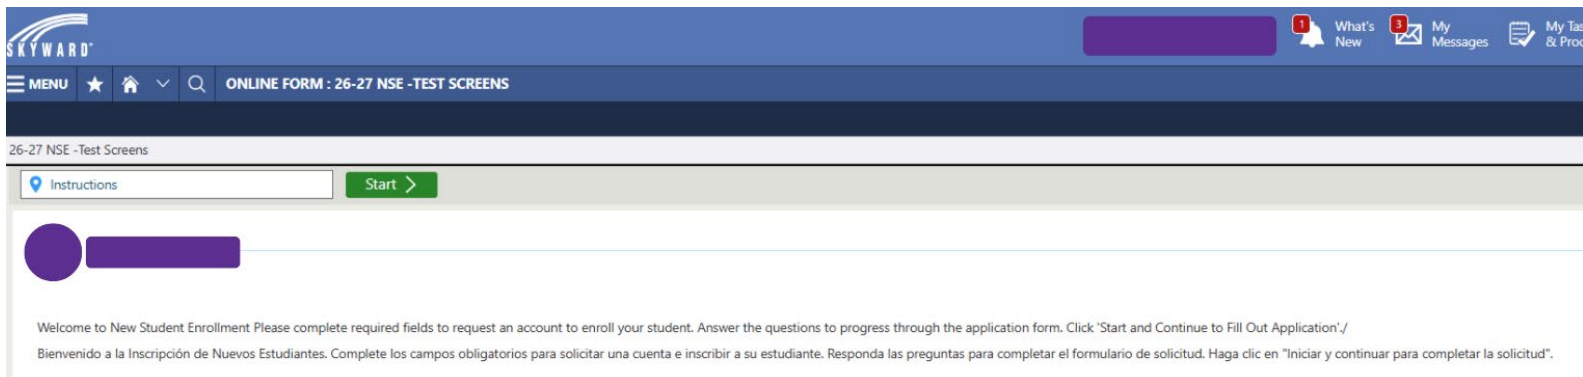 1 What's 3 My My Tas
New Messages & Proc
SKYWARD
MENU ONLINE FORM : 26-27 NSE -TEST SCREENS
26-27 NSE -Test Screens
Instructions Start
Welcome to New Student Enrollment Please complete required fields to request an account to enroll your student. Answer the questions to progress through the application form. Click 'Start and Continue to Fill Out Application'./
Bienvenido a la Inscripción de Nuevos Estudiantes. Complete los campos obligatorios para solicitar una cuenta e inscribir a su estudiante. Responda las preguntas para completar el formulario de solicitud. Haga clic en "Iniciar y continuar para completar la solicitud".